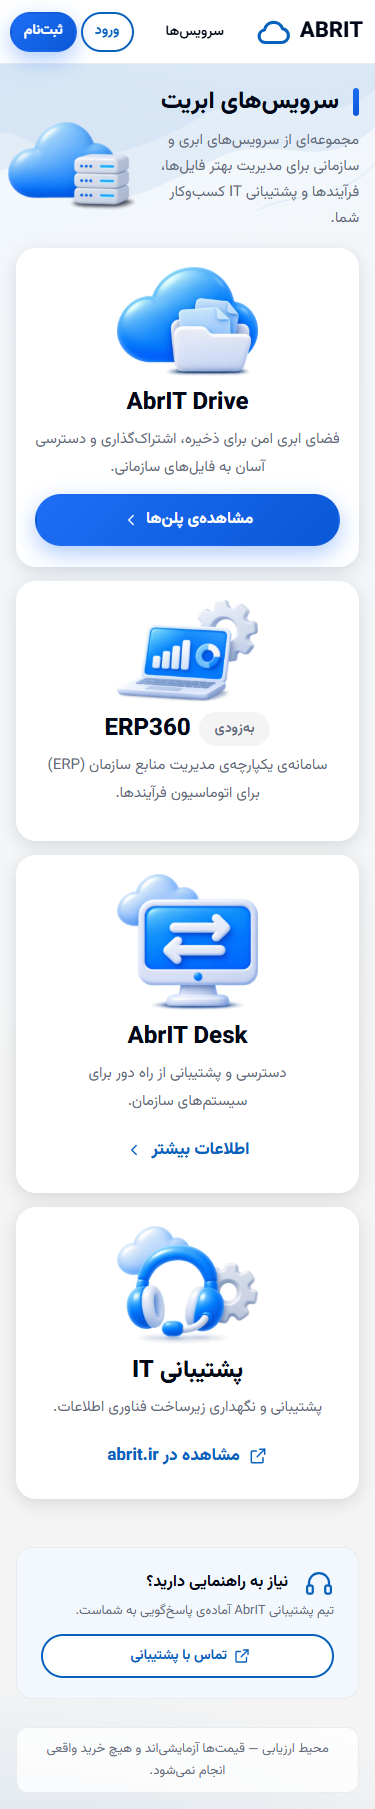 ABRIT
سرویس‌ها
ورود
ثبت‌نام
سرویس‌های ابریت
مجموعه‌ای از سرویس‌های ابری و
سازمانی برای مدیریت بهتر فایل‌ها،
فرآیندها و پشتیبانی IT کسب‌وکار
شما.
AbrIT Drive
فضای ابری امن برای ذخیره، اشتراک‌گذاری و دسترسی
آسان به فایل‌های سازمانی.
مشاهده‌ی پلن‌ها
به‌زودی
ERP360
سامانه‌ی یکپارچه‌ی مدیریت منابع سازمان (ERP)
برای اتوماسیون فرآیندها.
AbrIT Desk
دسترسی و پشتیبانی از راه دور برای
سیستم‌های سازمان.
اطلاعات بیشتر
پشتیبانی IT
پشتیبانی و نگهداری زیرساخت فناوری اطلاعات.
مشاهده در abrit.ir
نیاز به راهنمایی دارید؟
تیم پشتیبانی AbrIT آماده‌ی پاسخ‌گویی به شماست.
تماس با پشتیبانی
محیط ارزیابی — قیمت‌ها آزمایشی‌اند و هیچ خرید واقعی
انجام نمی‌شود.